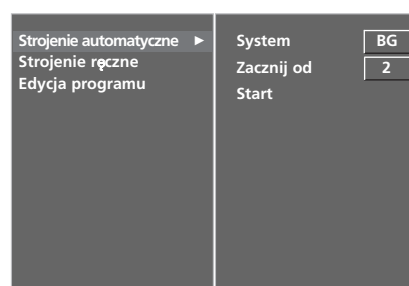 Strojenie automatyczne ►
Strojenie ręczne
Edycja programu
System BG
Zacznij od 2
Start